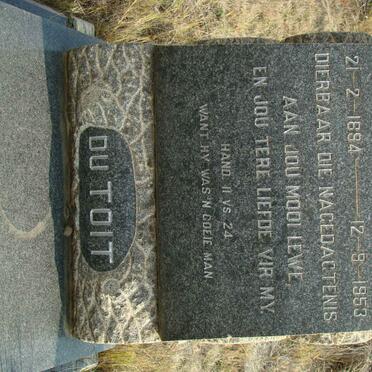 21-2-1894 — 12-9-1953
DIERBAAR DIE NAGEDAGTENIS
AAN JOU MOOI LEWE
EN JOU TERE LIEFDE VIR MY
HAND. 11 VS. 24
WANT HY WAS 'N GOEIE MAN
DU TOIT